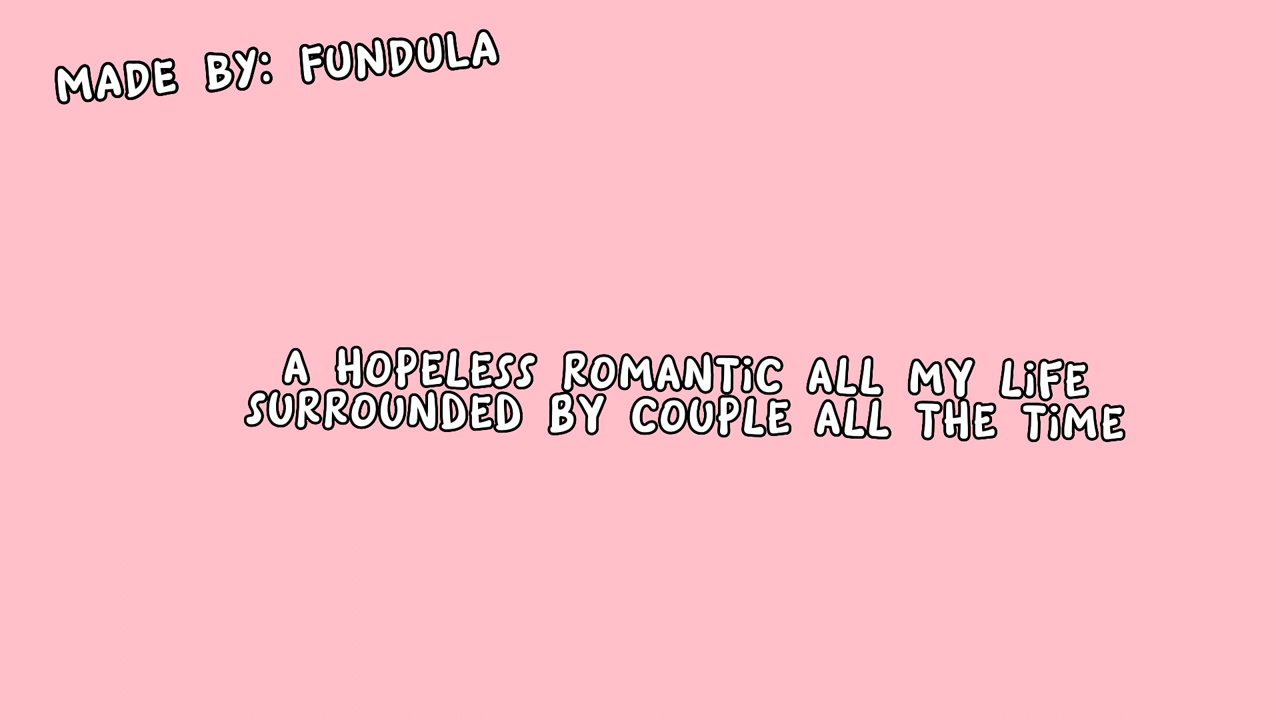 MADE BY: FUNDULA
A HOPELESS ROMANTIC ALL MY LIFE
SURROUNDED BY COUPLE ALL THE TIME